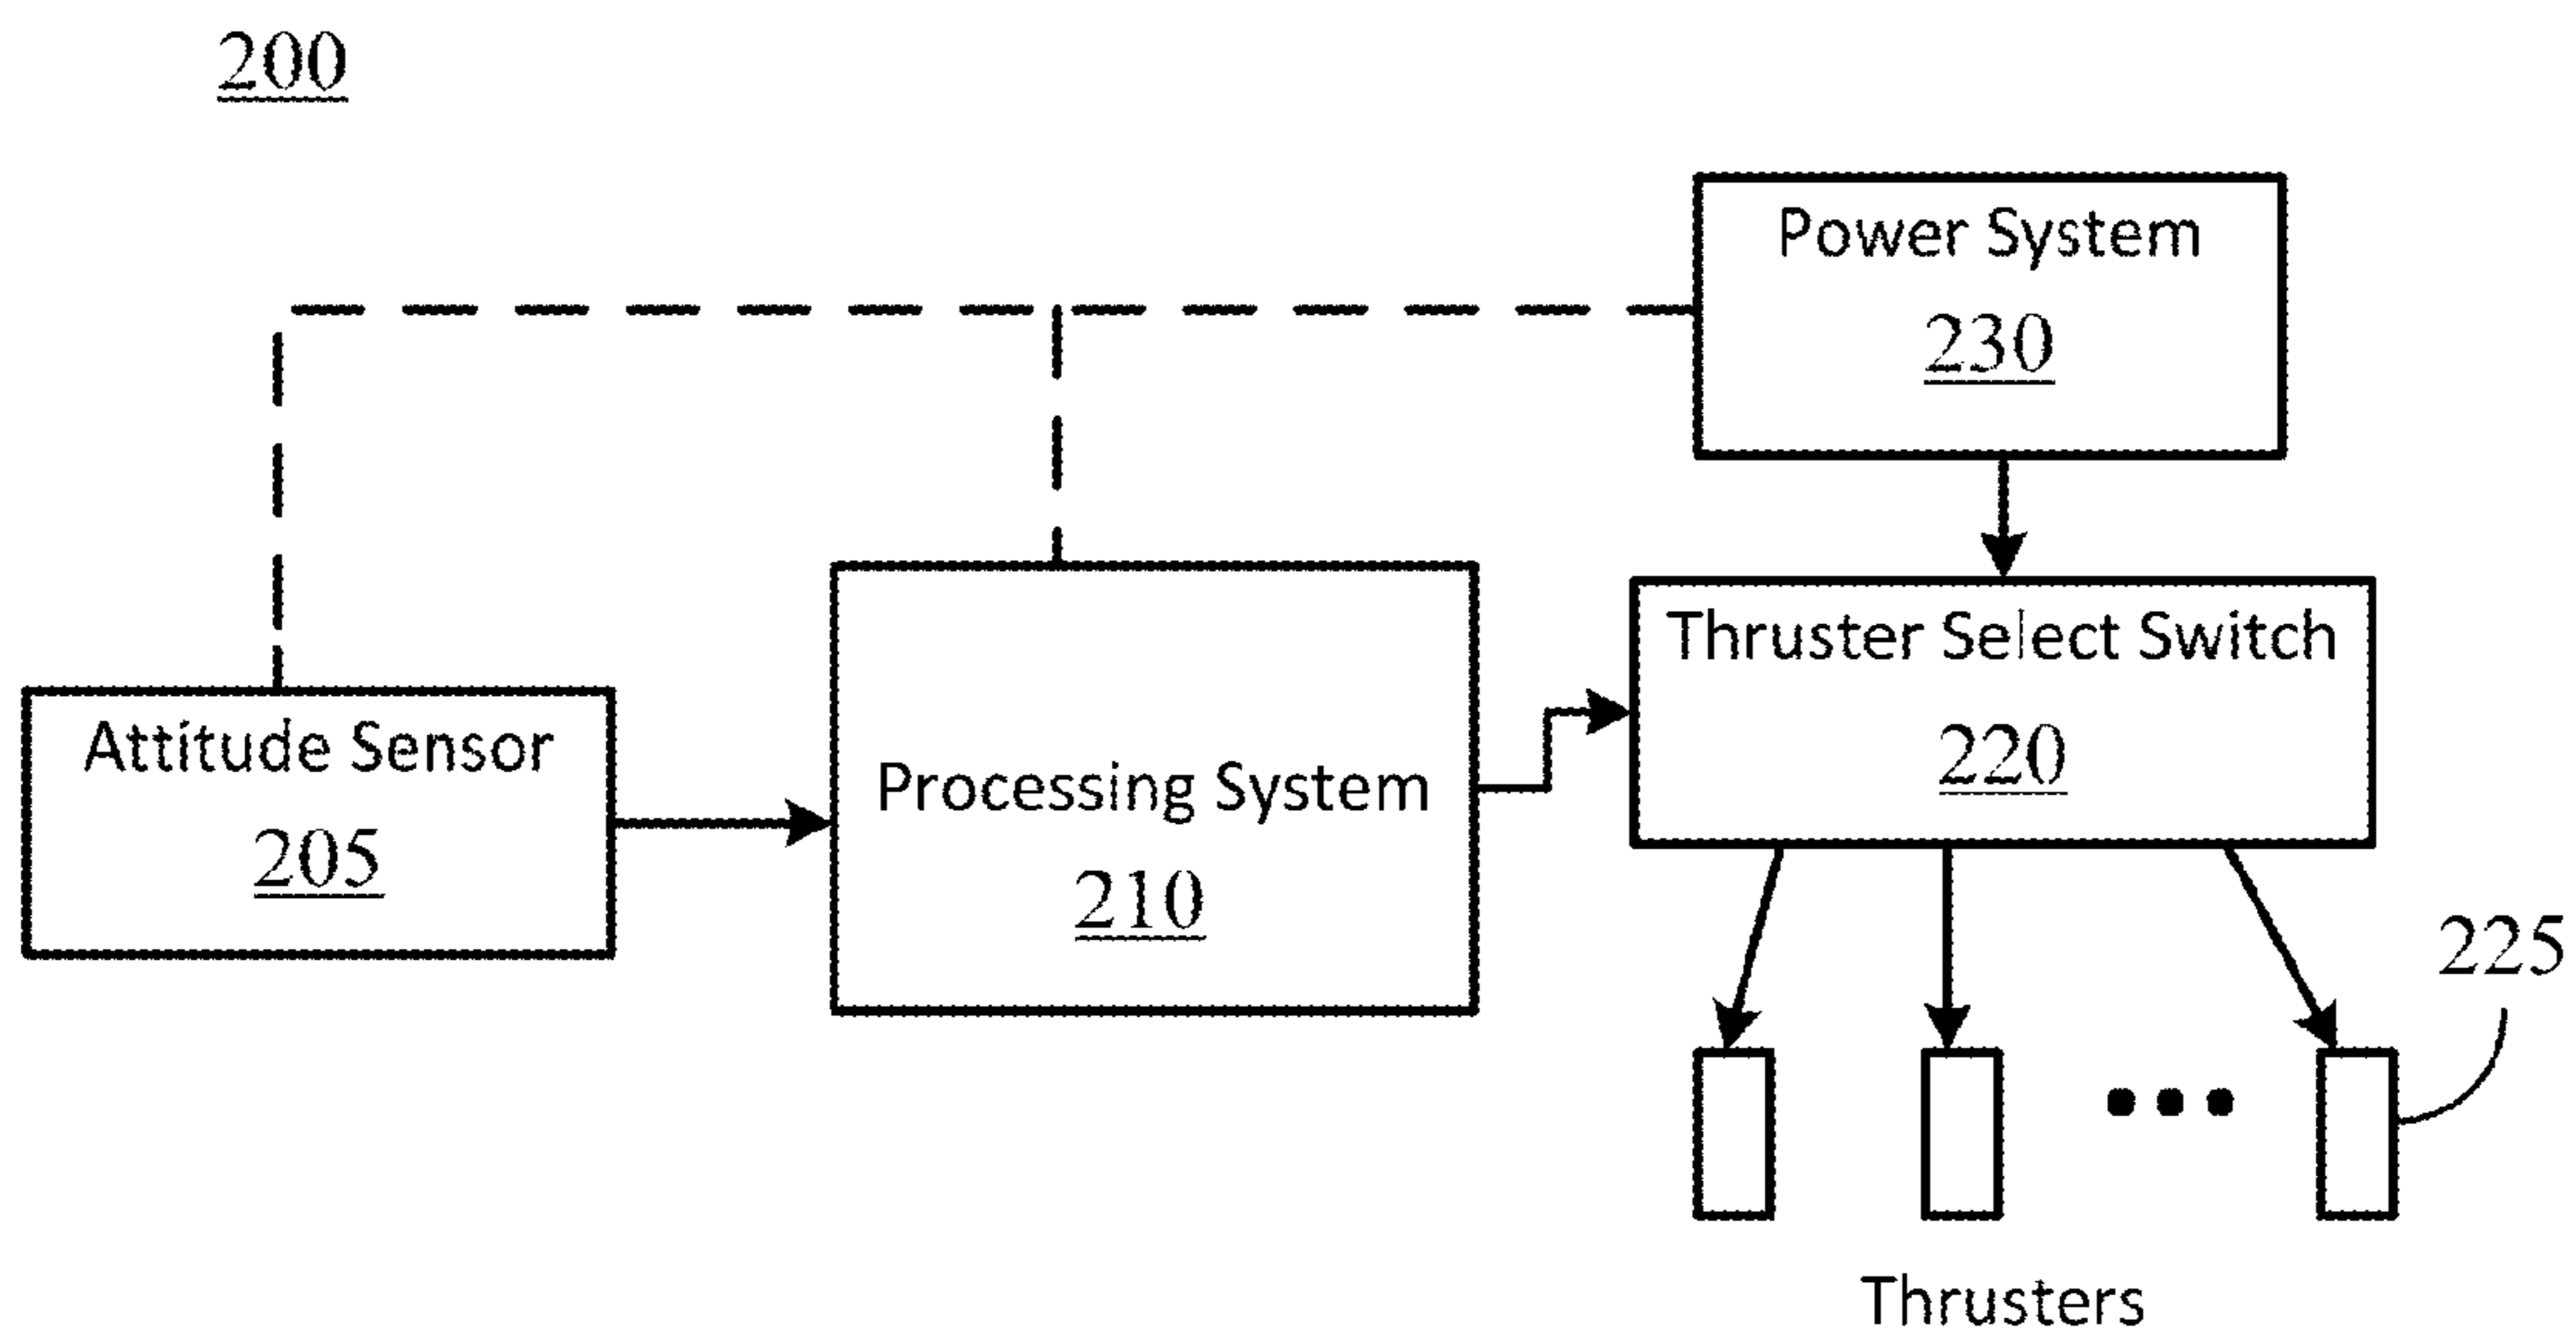 200
Power System
230
Thruster Select Switch
220
Attitude Sensor
205
Processing System
210
225
Thrusters